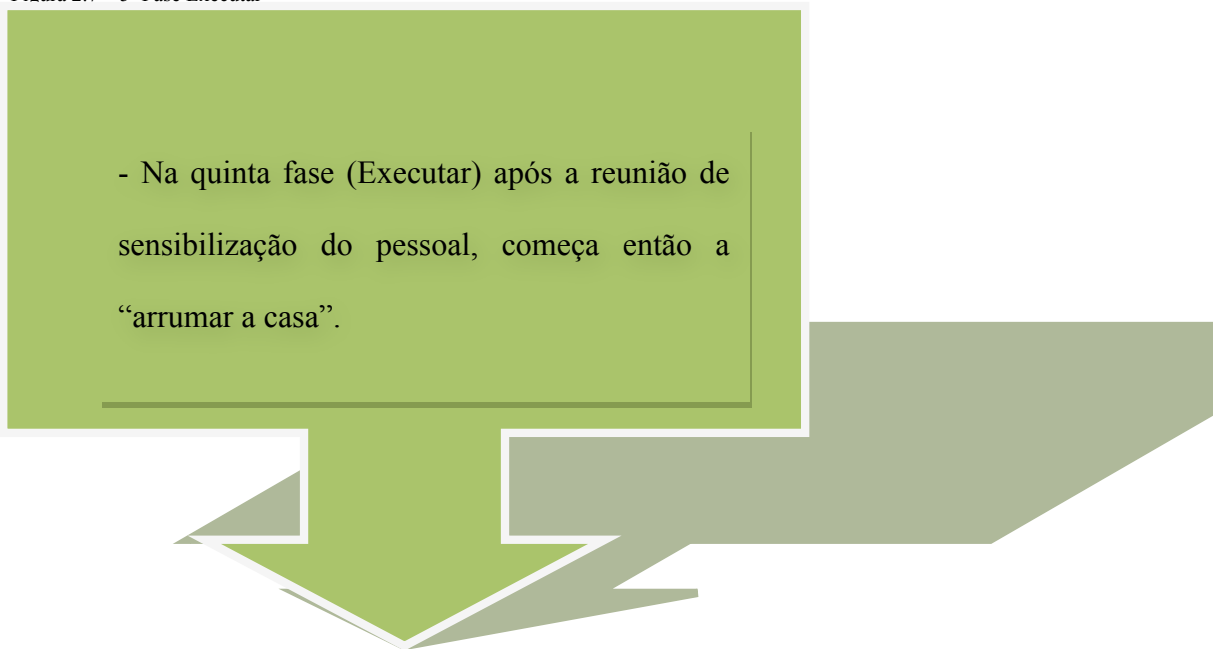 - Na quinta fase (Executar) após a reunião de
sensibilização do pessoal, começa então a
“arrumar a casa”.